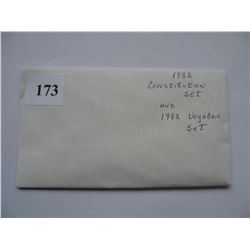 173
1982
Constitution
Set
AND
1982 Voyageur
Set